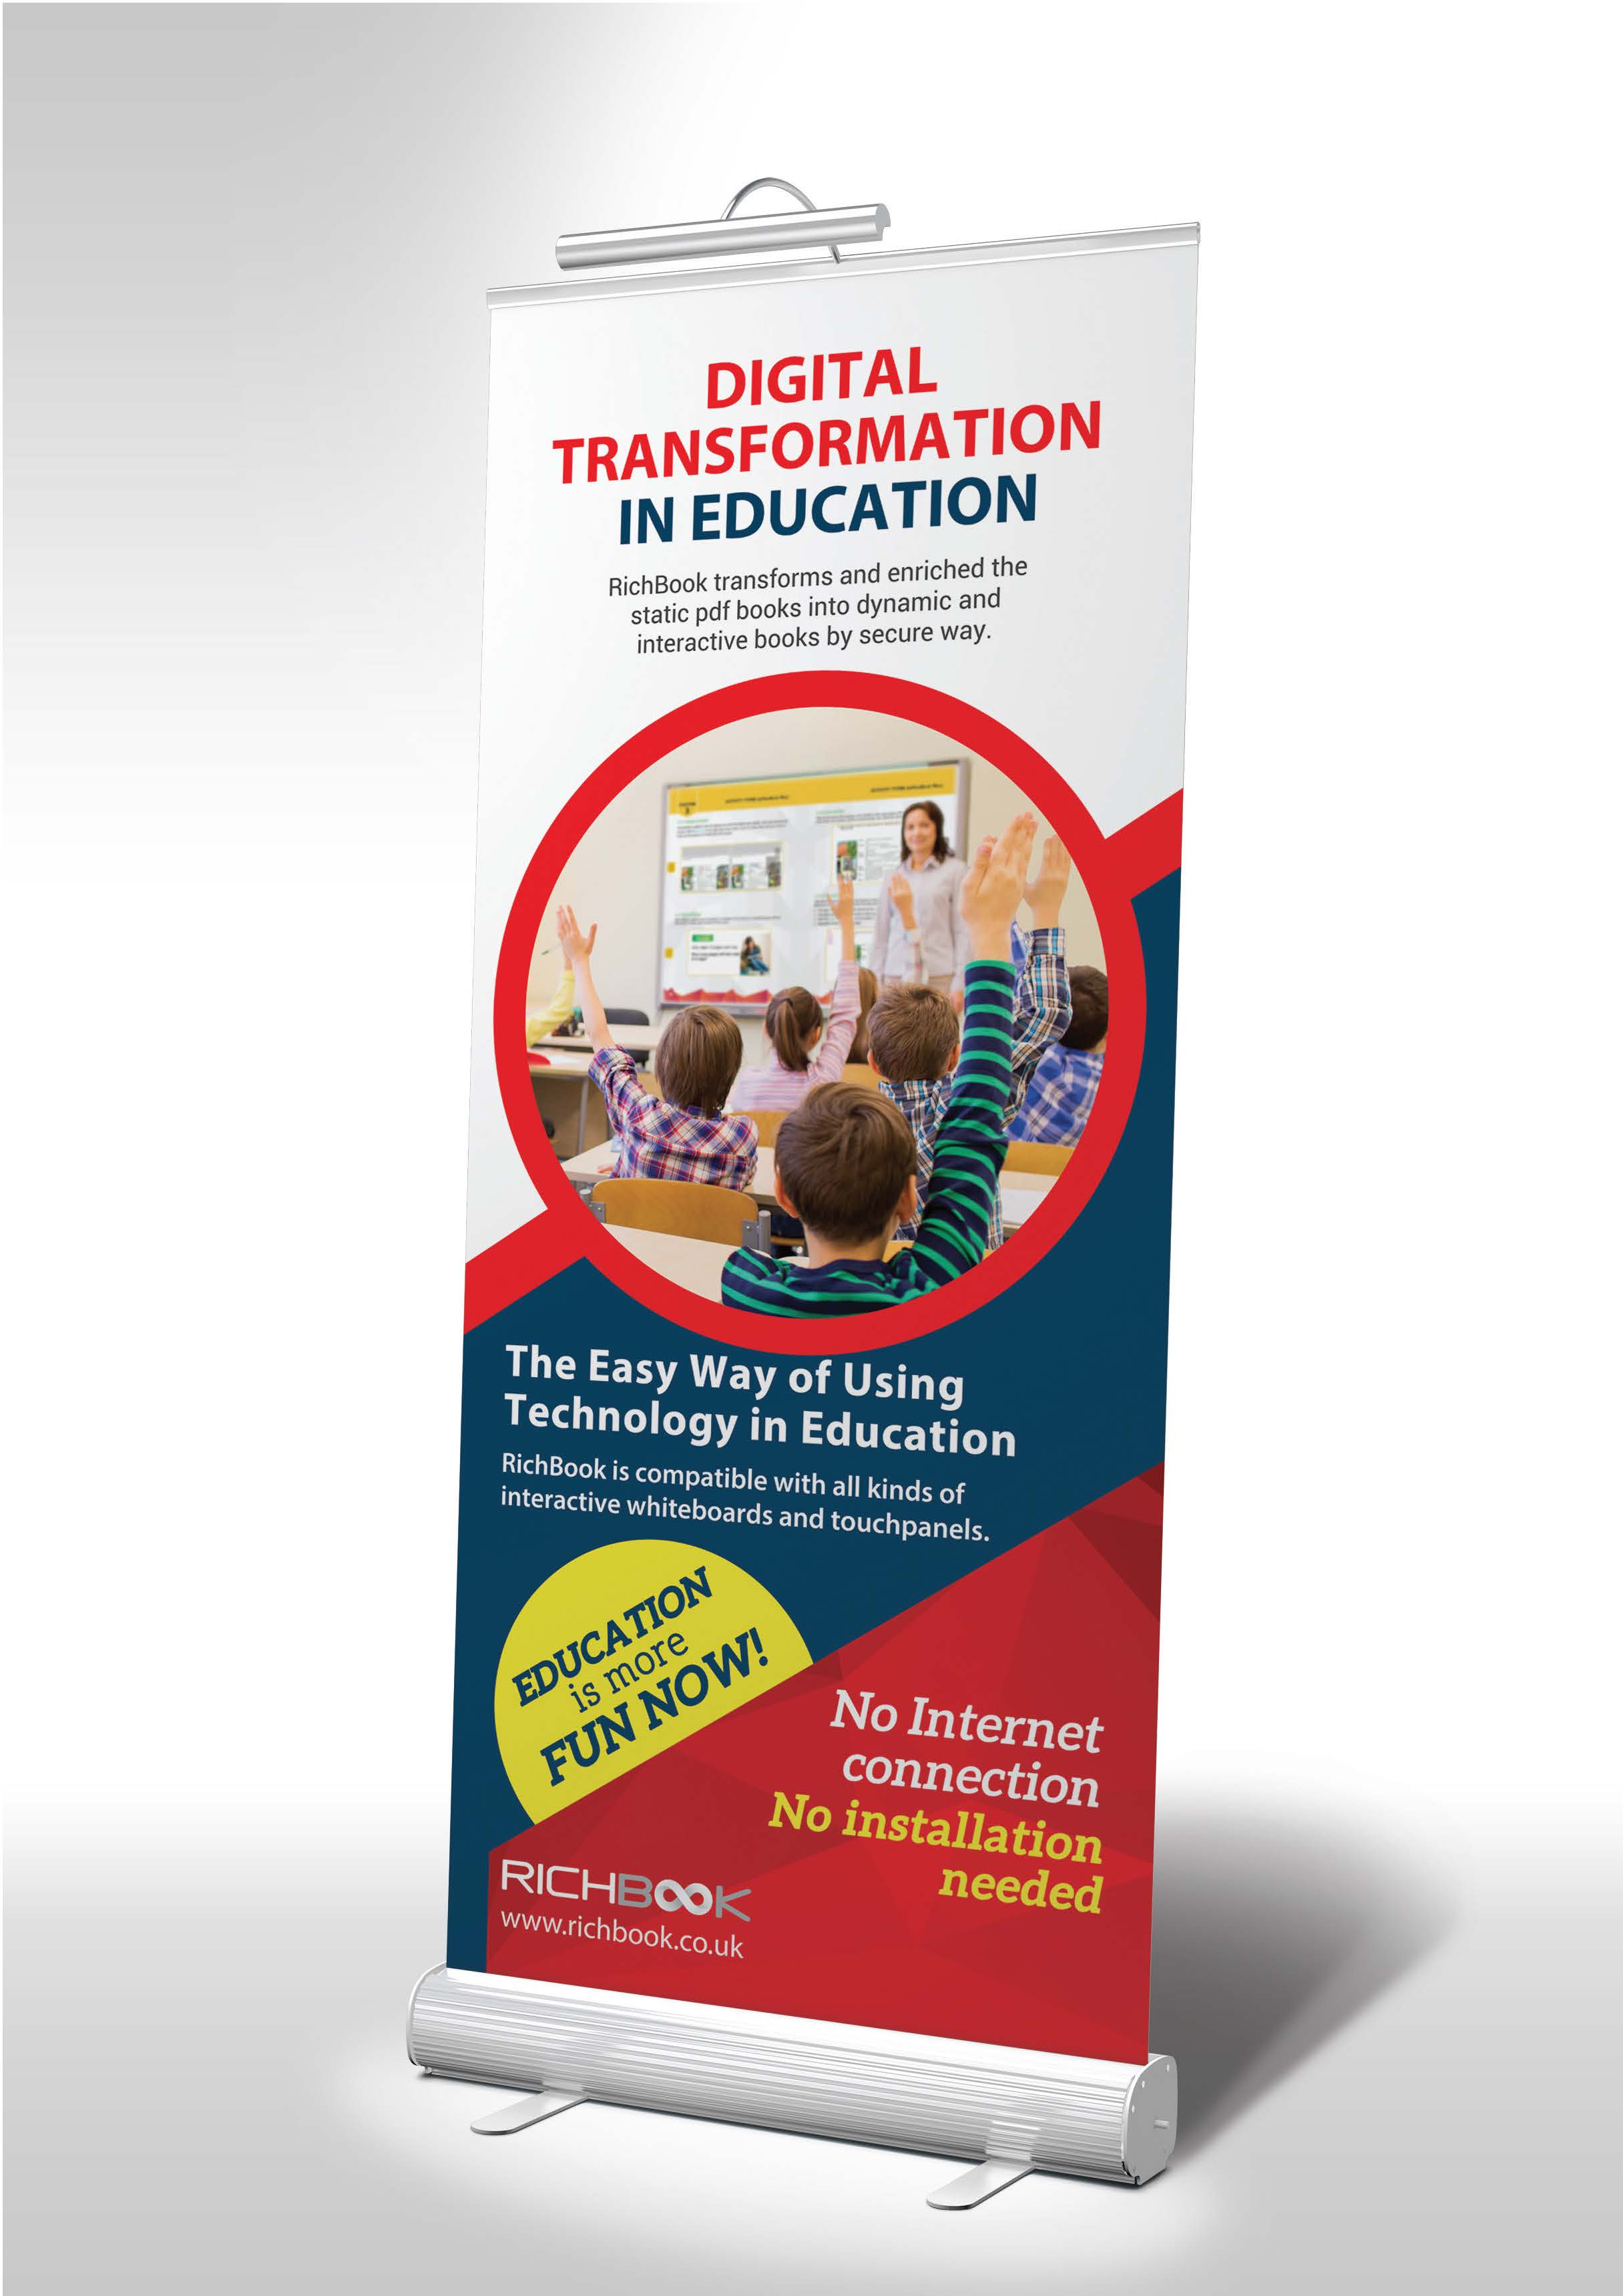 DIGITAL
TRANSFORMATION
IN EDUCATION
RichBook transforms and enriched the
static pdf books into dynamic and
interactive books by secure way.
The Easy Way of Using
Technology in Education
RichBook is compatible with all kinds of
interactive whiteboards and touchpanels.
EDUCATION
is more
FUN NOW!
No Internet
connection
No installation
needed
RICHBOOK
www.richbook.co.uk